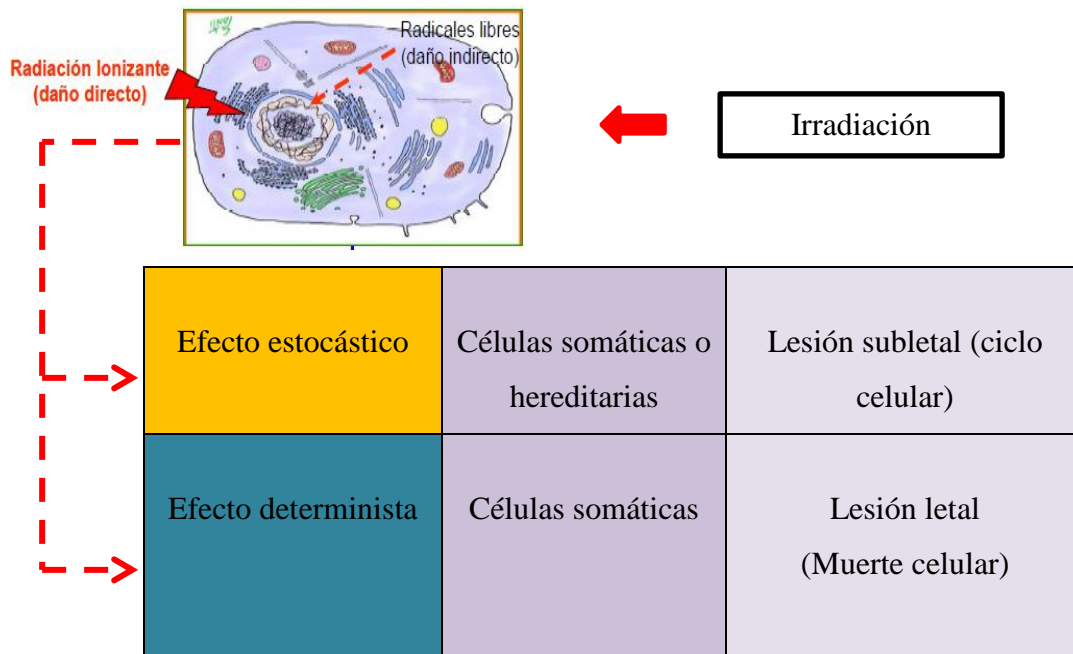 Radicales libres
(daño indirecto)
Radiación Ionizante
(daño directo)
Irradiación
Efecto estocástico
Células somáticas o
hereditarias
Lesión subletal (ciclo
celular)
Efecto determinista
Células somáticas
Lesión letal
(Muerte celular)